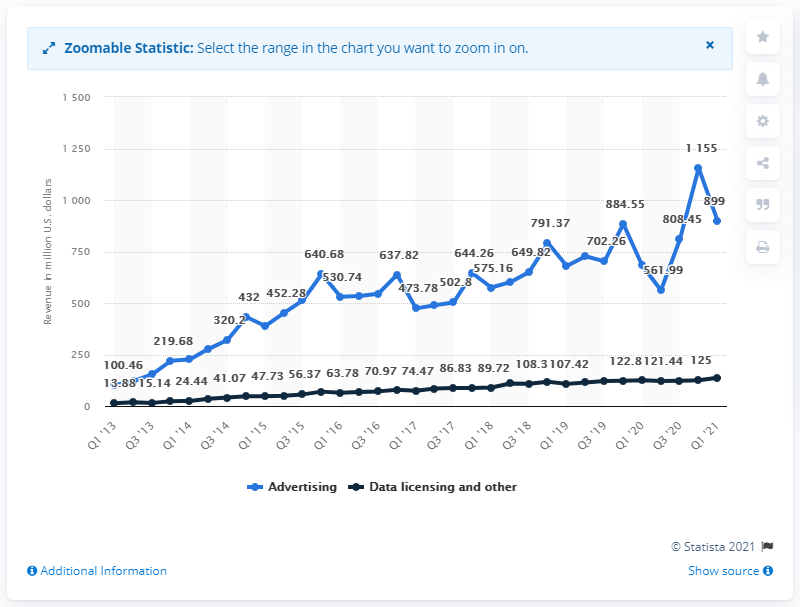 Zoomable Statistic: Select the range in the chart you want to zoom in on. ×
Revenue in million U.S. dollars
1 500
1 250
1 000
750
500
250
0
100.46
219.68
320.2
432
452.28
640.68
530.74
637.82
473.78
502.8
644.26
575.16
649.82
791.37
702.26
884.55
561.99
808.45
1 155
899
13.88
15.14
24.44
41.07
47.73
56.37
63.78
70.97
74.47
86.83
89.72
108.3
107.42
122.8
121.44
125
Q1 '13
Q3 '13
Q1 '14
Q3 '14
Q1 '15
Q3 '15
Q1 '16
Q3 '16
Q1 '17
Q3 '17
Q1 '18
Q3 '18
Q1 '19
Q3 '19
Q1 '20
Q3 '20
Q1 '21
Advertising
Data licensing and other
© Statista 2021
Additional Information
Show source